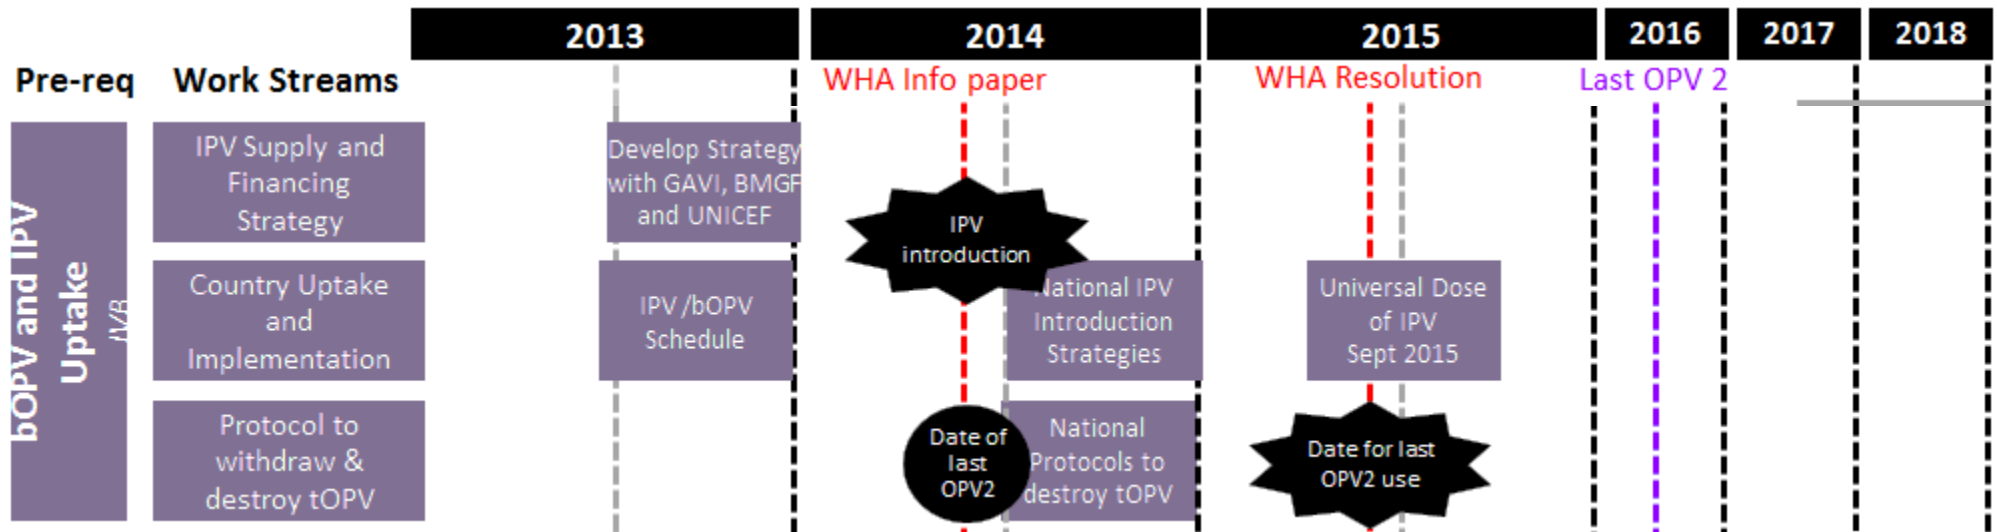 2013 2014 2015 2016 2017 2018
Pre-req Work Streams WHA Info paper WHA Resolution Last OPV 2
bOPV and IPV
Uptake
IVB
IPV Supply and
Financing
Strategy
Develop Strategy
with GAVI, BMGF
and UNICEF
IPV
introduction
Country Uptake
and
Implementation
IPV/bOPV
Schedule
National IPV
Introduction
Strategies
Universal Dose
of IPV
Sept 2015
Protocol to
withdraw &
destroy tOPV
Date of
last
OPV2
National
Protocols to
destroy tOPV
Date for last
OPV2 use